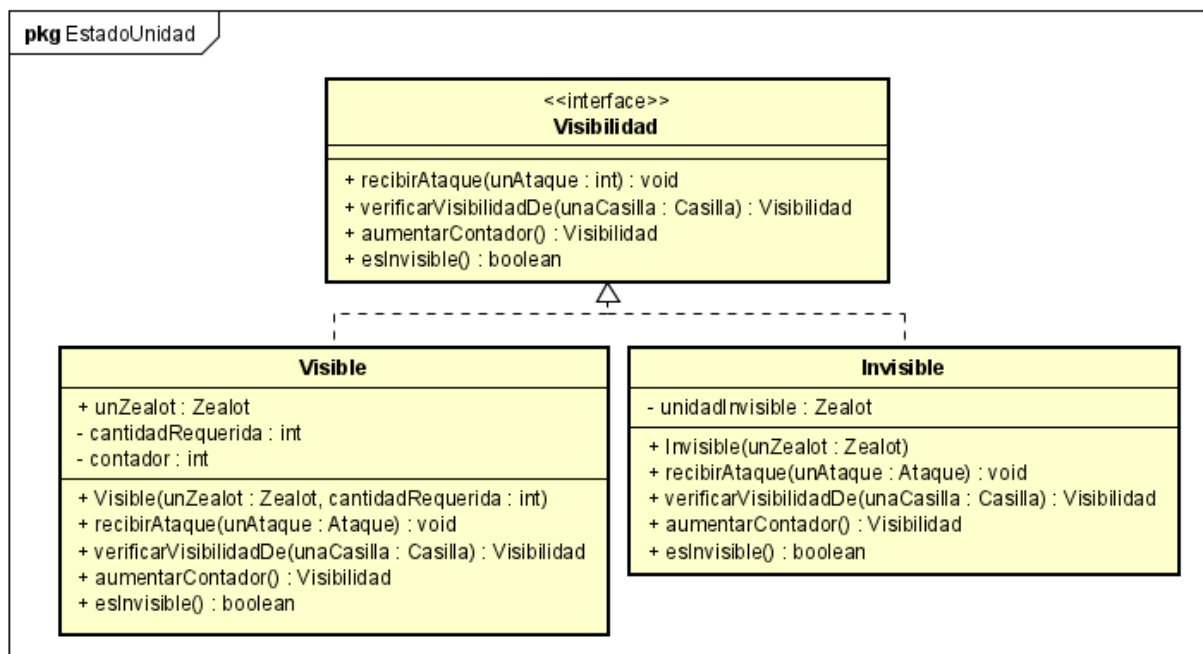 pkg EstadoUnidad
<<interface>>
Visibilidad
+ recibirAtaque(unAtaque : int) : void
+ verificarVisibilidadDe(unaCasilla : Casilla) : Visibilidad
+ aumentarContador() : Visibilidad
+ esInvisible() : boolean
Visible
+ unZealot : Zealot
- cantidadRequerida : int
- contador : int
+ Visible(unZealot : Zealot, cantidadRequerida : int)
+ recibirAtaque(unAtaque : Ataque) : void
+ verificarVisibilidadDe(unaCasilla : Casilla) : Visibilidad
+ aumentarContador() : Visibilidad
+ esInvisible() : boolean
Invisible
- unidadInvisible : Zealot
+ Invisible(unZealot : Zealot)
+ recibirAtaque(unAtaque : Ataque) : void
+ verificarVisibilidadDe(unaCasilla : Casilla) : Visibilidad
+ aumentarContador() : Visibilidad
+ esInvisible() : boolean